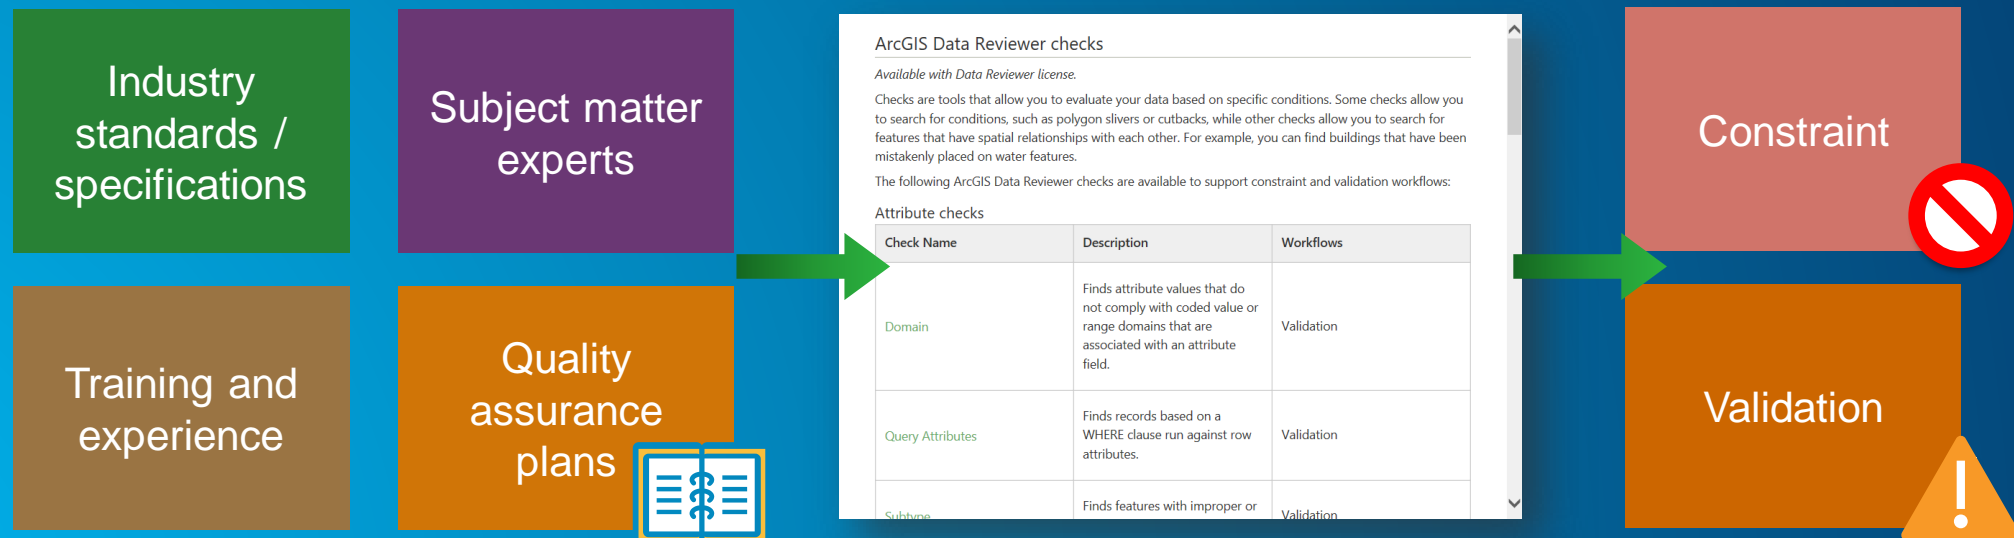 Industry
standards /
specifications
Subject matter
experts
Training and
experience
Quality
assurance
plans
ArcGIS Data Reviewer checks
Available with Data Reviewer license.
Checks are tools that allow you to evaluate your data based on specific conditions. Some checks allow you
to search for conditions, such as polygon slivers or cutbacks, while other checks allow you to search for
features that have spatial relationships with each other. For example, you can find buildings that have been
mistakenly placed on water features.
The following ArcGIS Data Reviewer checks are available to support constraint and validation workflows:
Attribute checks
Check Name Description Workflows
Finds attribute values that do
not comply with coded value or
Domain range domains that are Validation
associated with an attribute
field.
Finds records based on a
Query Attributes WHERE clause run against row Validation
attributes.
Finds features with improper or
Subtype Validation
Constraint
Validation
!